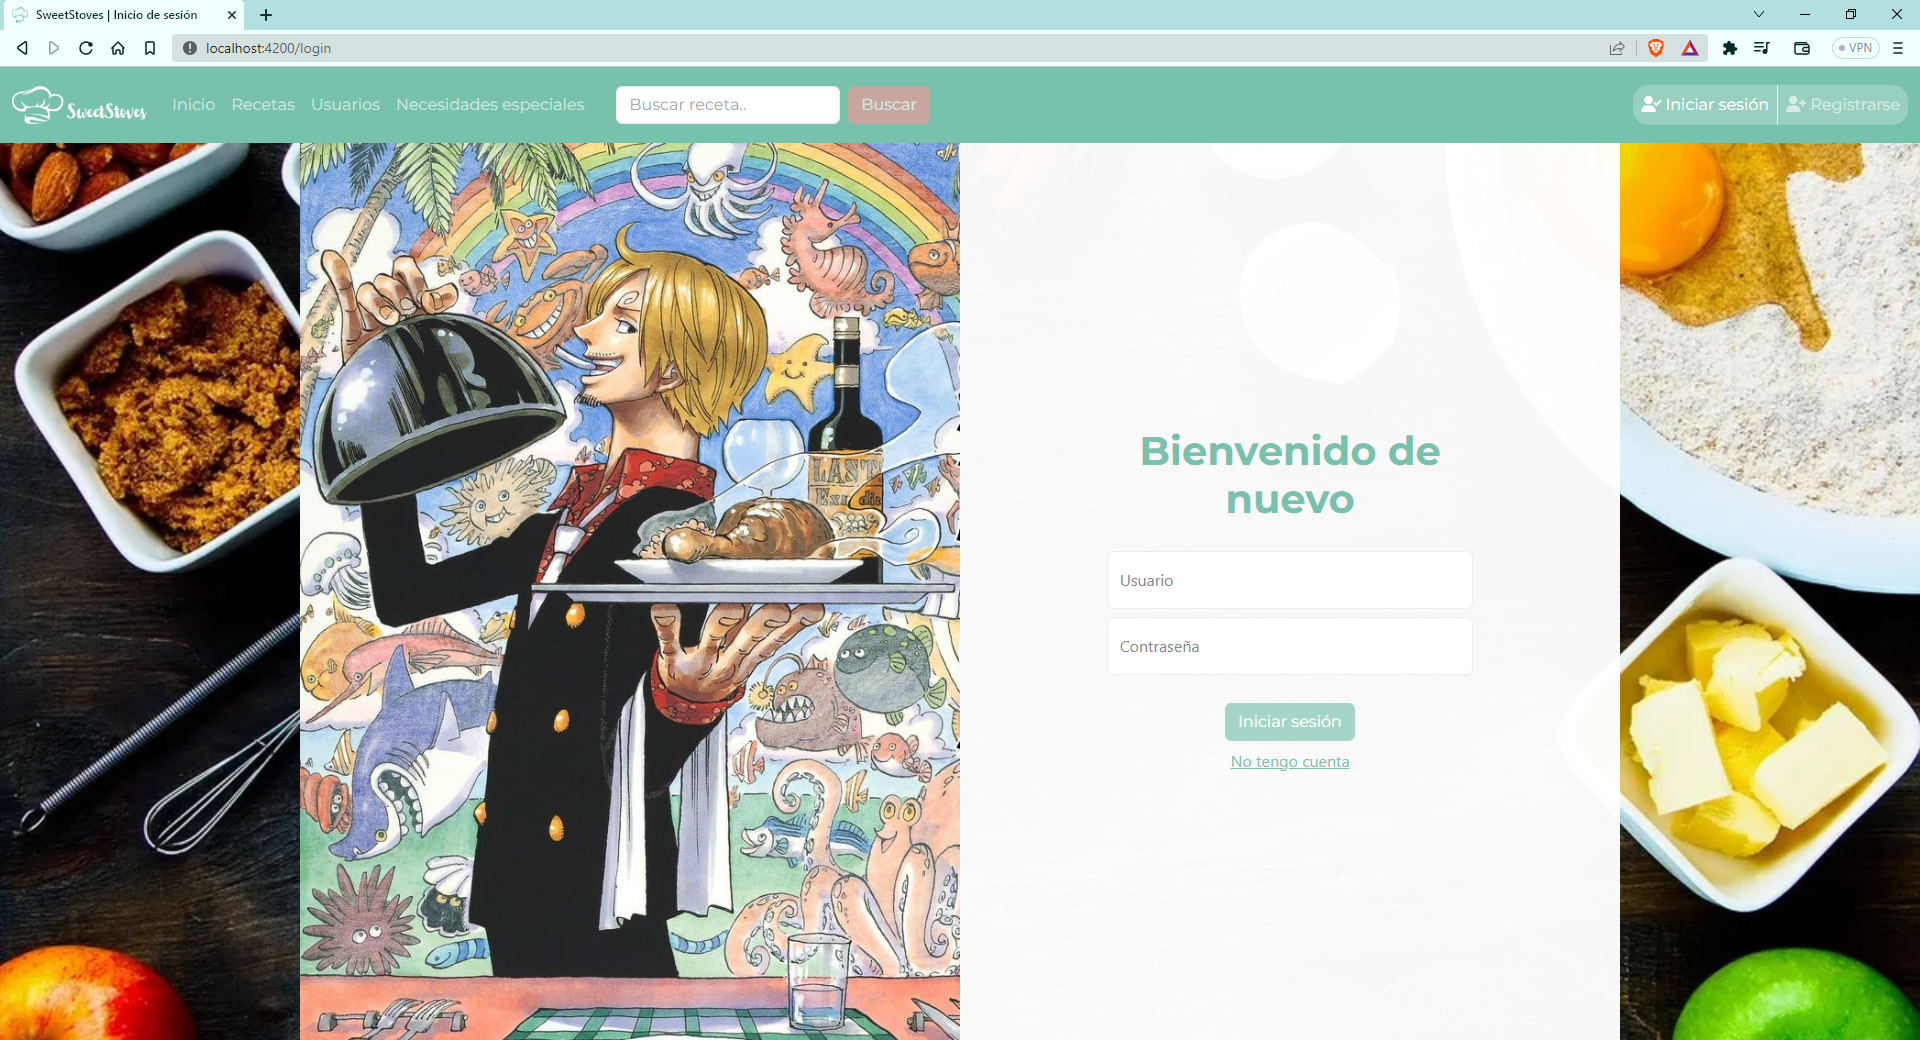 SweetStoves | Inicio de sesión
localhost:4200/login
VPN
SweetStoves
Inicio
Recetas
Usuarios
Necesidades especiales
Buscar receta..
Buscar
Iniciar sesión
Registrarse
LAST
Bienvenido de
nuevo
Usuario
Contraseña
Iniciar sesión
No tengo cuenta